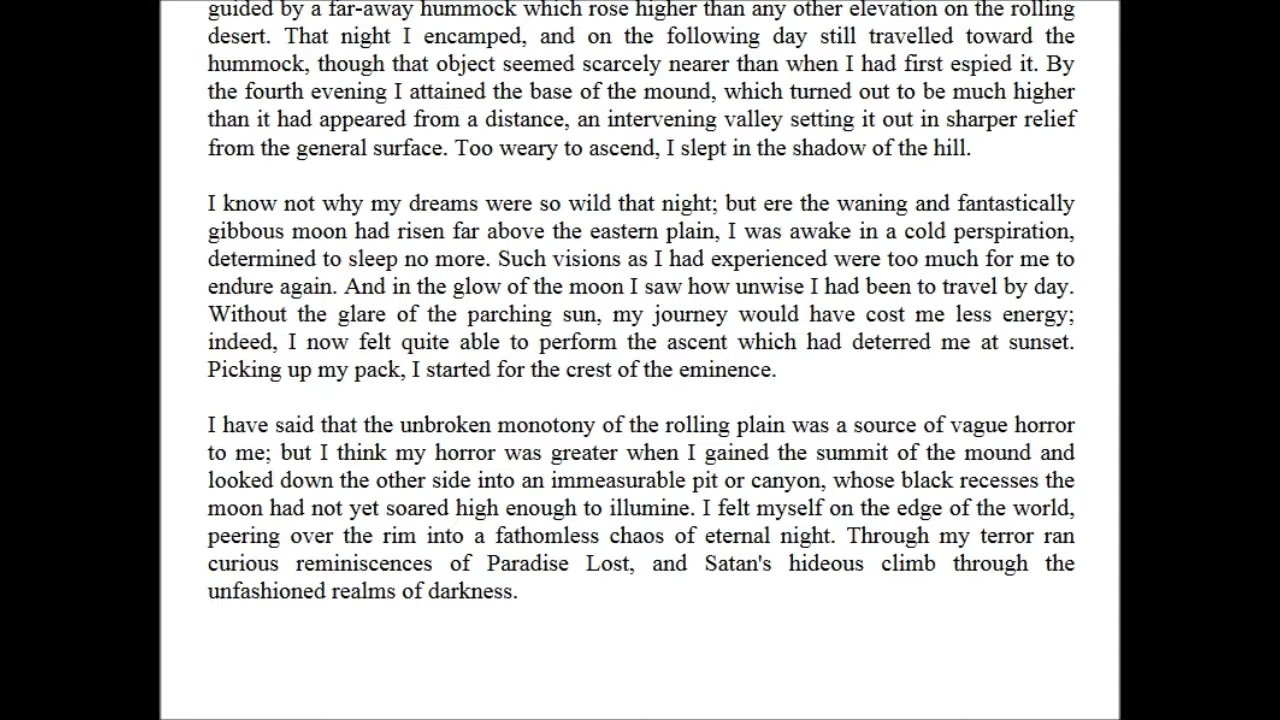 guided by a far-away hummock which rose higher than any other elevation on the rolling
desert. That night I encamped, and on the following day still travelled toward the
hummock, though that object seemed scarcely nearer than when I had first espied it. By
the fourth evening I attained the base of the mound, which turned out to be much higher
than it had appeared from a distance, an intervening valley setting it out in sharper relief
from the general surface. Too weary to ascend, I slept in the shadow of the hill.
I know not why my dreams were so wild that night; but ere the waning and fantastically
gibbous moon had risen far above the eastern plain, I was awake in a cold perspiration,
determined to sleep no more. Such visions as I had experienced were too much for me to
endure again. And in the glow of the moon I saw how unwise I had been to travel by day.
Without the glare of the parching sun, my journey would have cost me less energy;
indeed, I now felt quite able to perform the ascent which had deterred me at sunset.
Picking up my pack, I started for the crest of the eminence.
I have said that the unbroken monotony of the rolling plain was a source of vague horror
to me; but I think my horror was greater when I gained the summit of the mound and
looked down the other side into an immeasurable pit or canyon, whose black recesses the
moon had not yet soared high enough to illumine. I felt myself on the edge of the world,
peering over the rim into a fathomless chaos of eternal night. Through my terror ran
curious reminiscences of Paradise Lost, and Satan's hideous climb through the
unfashioned realms of darkness.